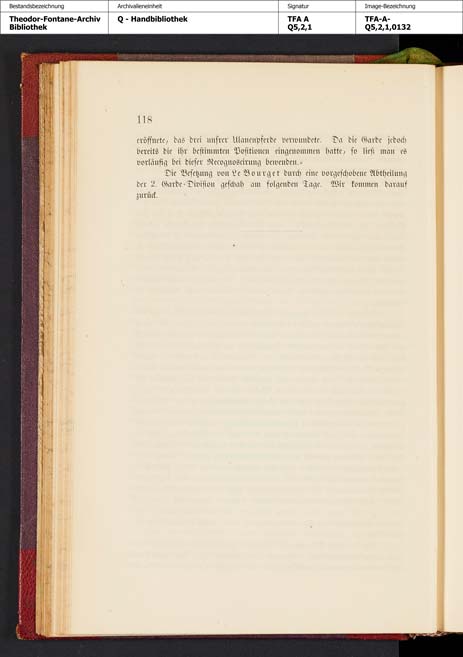 Bestandsbezeichnung Archivalieneinheit Signatur Image-Bezeichnung
Theodor-Fontane-Archiv Q - Handbibliothek TFA A TFA-A-
Bibliothek Q5,2,1 Q5,2,1,0132
118
eröffnete, das drei unsrer Ulanenpferde verwundete. Da die Garde jedoch
bereits die ihr bestimmten Positionen eingenommen hatte, so ließ man es
vorläufig bei dieser Recognoscirung bewenden.“
Die Besetzung von Le Bourget durch eine vorgeschobene Abtheilung
der 2. Garde-Division geschah am folgenden Tage. Wir kommen darauf
zurück.